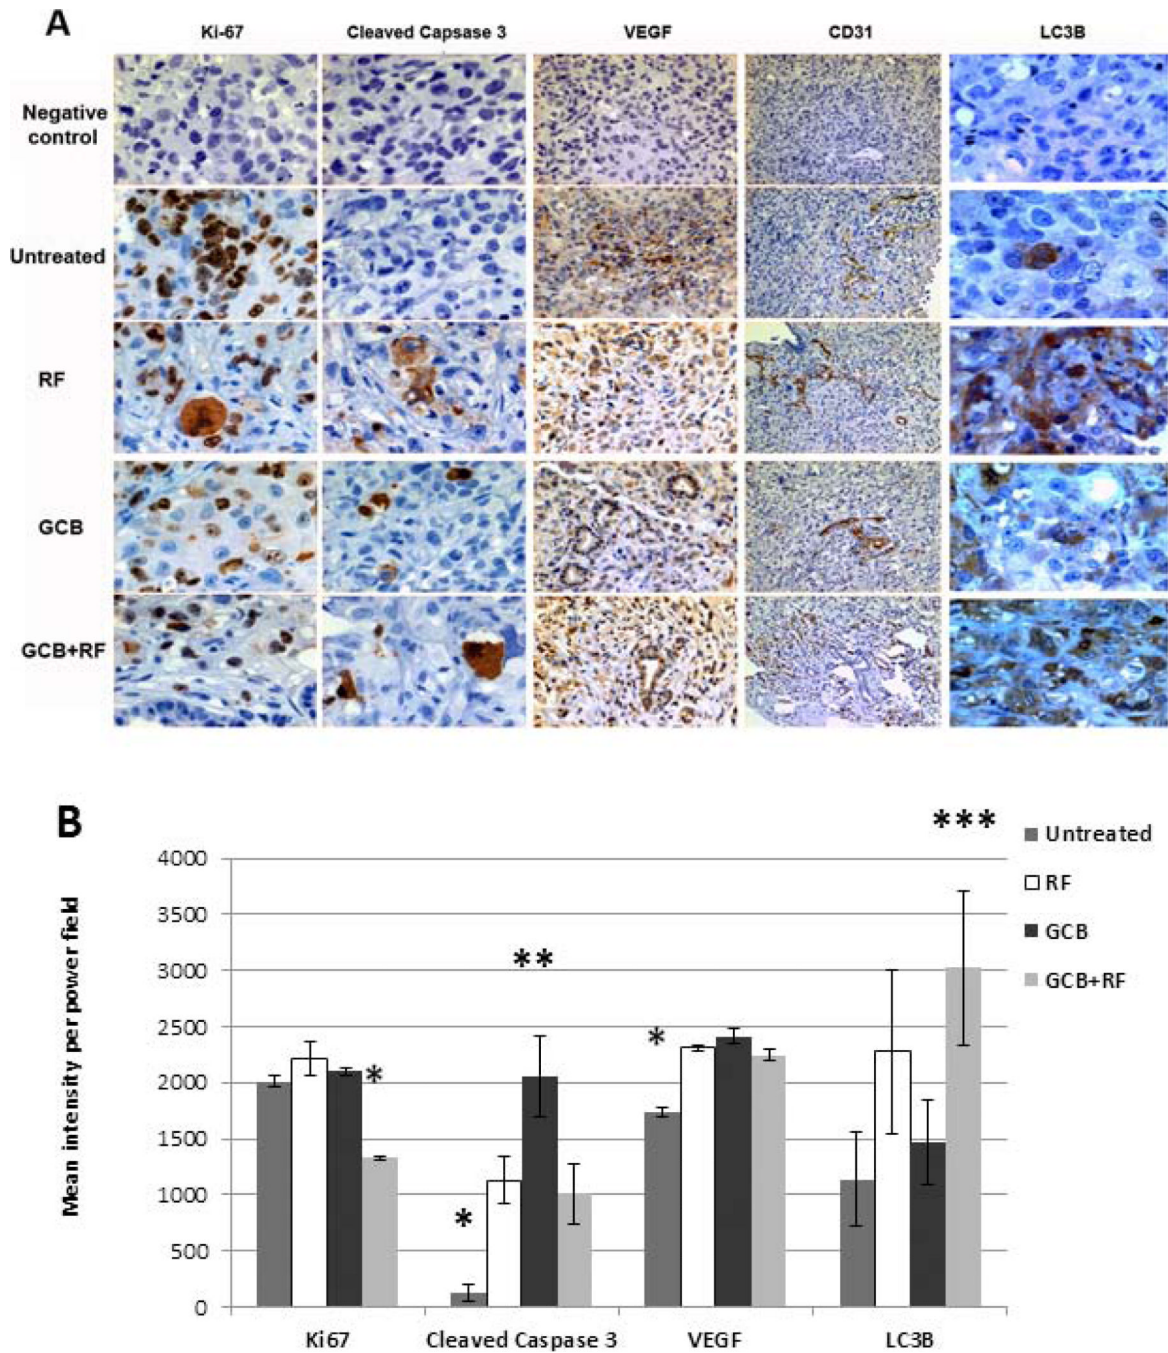 A
Ki-67 Cleaved Capsase 3 VEGF CD31 LC3B
Negative
control
Untreated
RF
GCB
GCB+RF
B
***
Untreated
RF
GCB
GCB+RF
Mean intensity per power field
4000
3500
3000
2500
2000
1500
1000
500
0
**
*
*
*
Ki67 Cleaved Caspase 3 VEGF LC3B